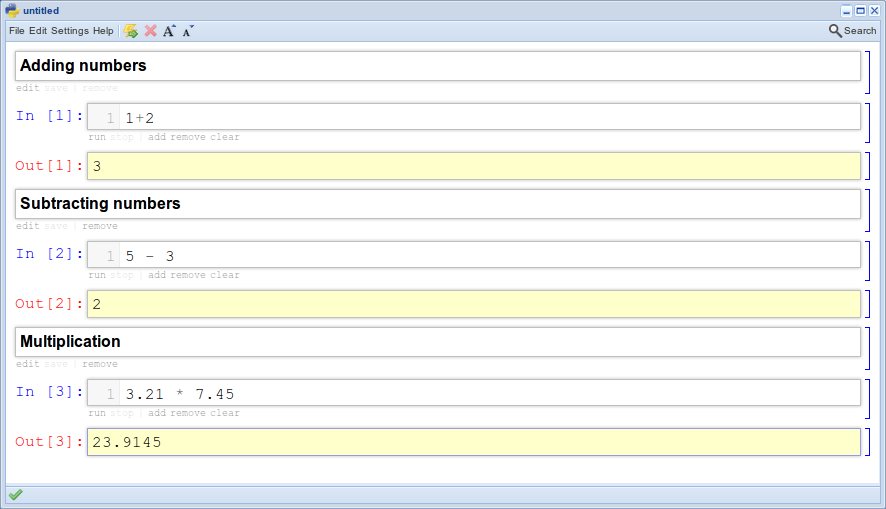 untitled
File Edit Settings Help
Search
Adding numbers
edit save | remove
In [1]: 1 1+2
run stop | add remove clear
Out[1]: 3
Subtracting numbers
edit save | remove
In [2]: 1 5 - 3
run stop | add remove clear
Out[2]: 2
Multiplication
edit save | remove
In [3]: 1 3.21 * 7.45
run stop | add remove clear
Out[3]: 23.9145